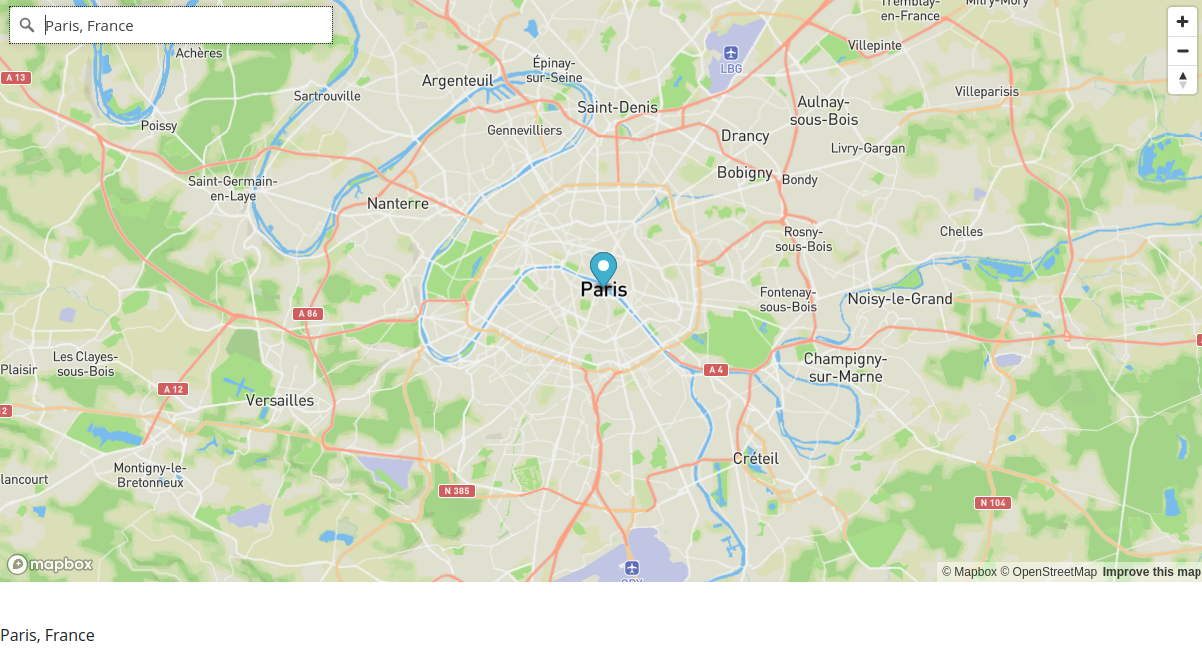 Tremblay-
en-France
Mitry-Mory
Paris, France
Achères
A 13
Argenteuil
Épinay-
sur-Seine
LBG
Villepinte
Sartrouville
Saint-Denis
Aulnay-
sous-Bois
Villeparisis
Poissy
Gennevilliers
Drancy
Livry-Gargan
Saint-Germain-
en-Laye
Nanterre
Bobigny
Bondy
Rosny-
sous-Bois
Chelles
Paris
Fontenay-
sous-Bois
Noisy-le-Grand
A 86
Les Clayes-
sous-Bois
Plaisir
A 12
Versailles
A 4
Champigny-
sur-Marne
Montigny-le-
Bretonneux
lancourt
Créteil
N 385
N 104
ORY
mapbox
© Mapbox © OpenStreetMap Improve this map
Paris, France